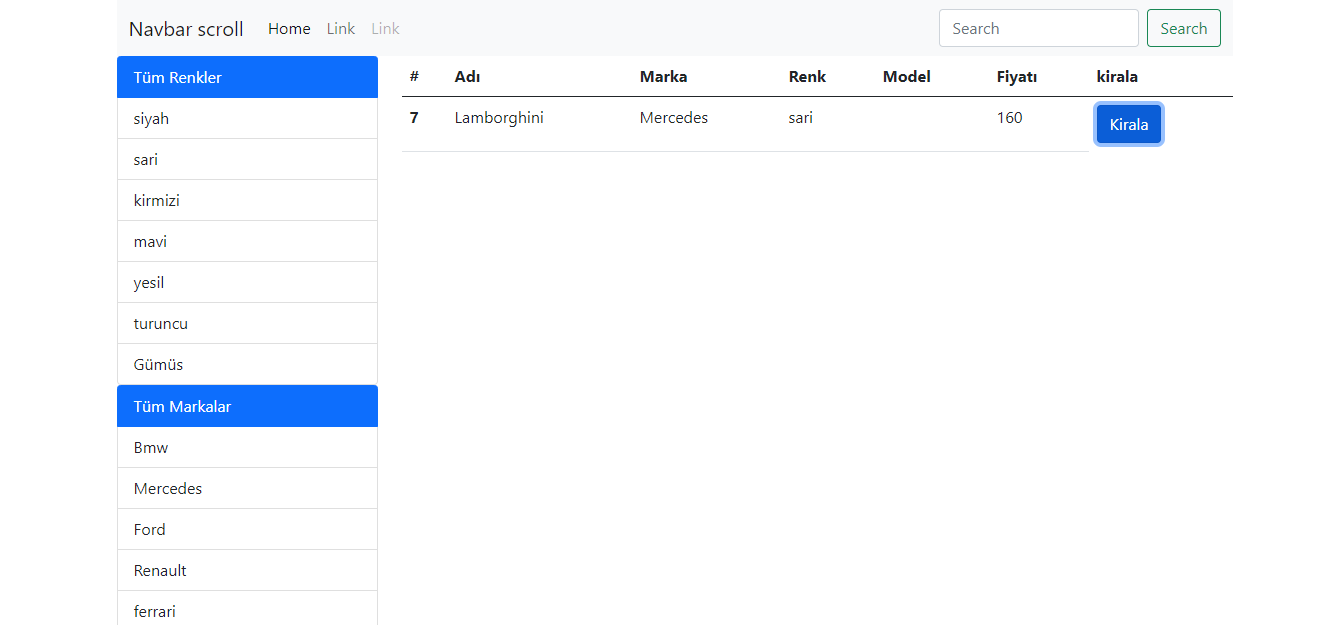 Navbar scroll Home Link Link Search Search
Tüm Renkler
siyah
sari
kirmizi
mavi
yesil
turuncu
Gümüs
Tüm Markalar
Bmw
Mercedes
Ford
Renault
ferrari
# Adı Marka Renk Model Fiyatı kirala
7 Lamborghini Mercedes sari 160 Kirala